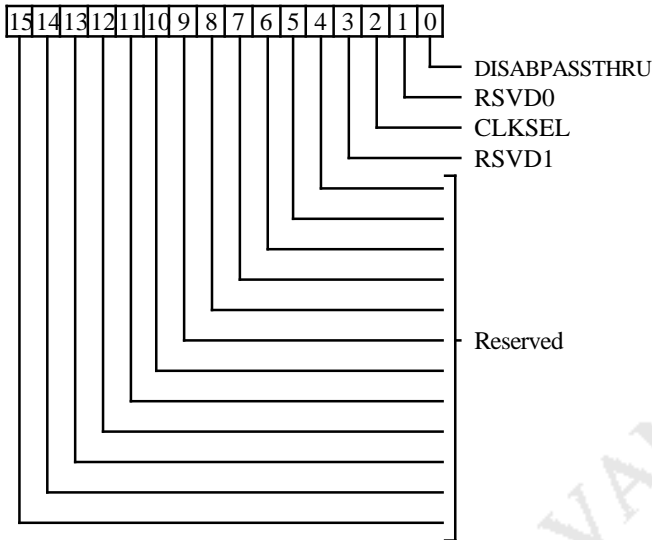 15 14 13 12 11 10 9 8 7 6 5 4 3 2 1 0
DISABPASSTHRU
RSVD0
CLKSEL
RSVD1
Reserved